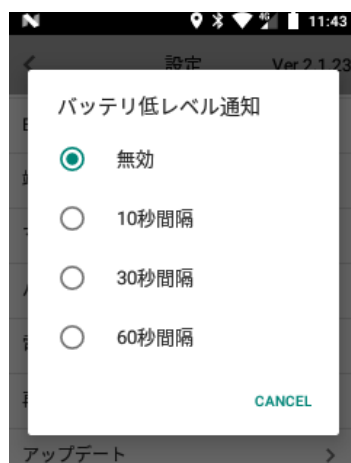 4G 11:43
設定 Ver 2.1.23
バッテリ低レベル通知
無効
10秒間隔
30秒間隔
60秒間隔
CANCEL
アップデート